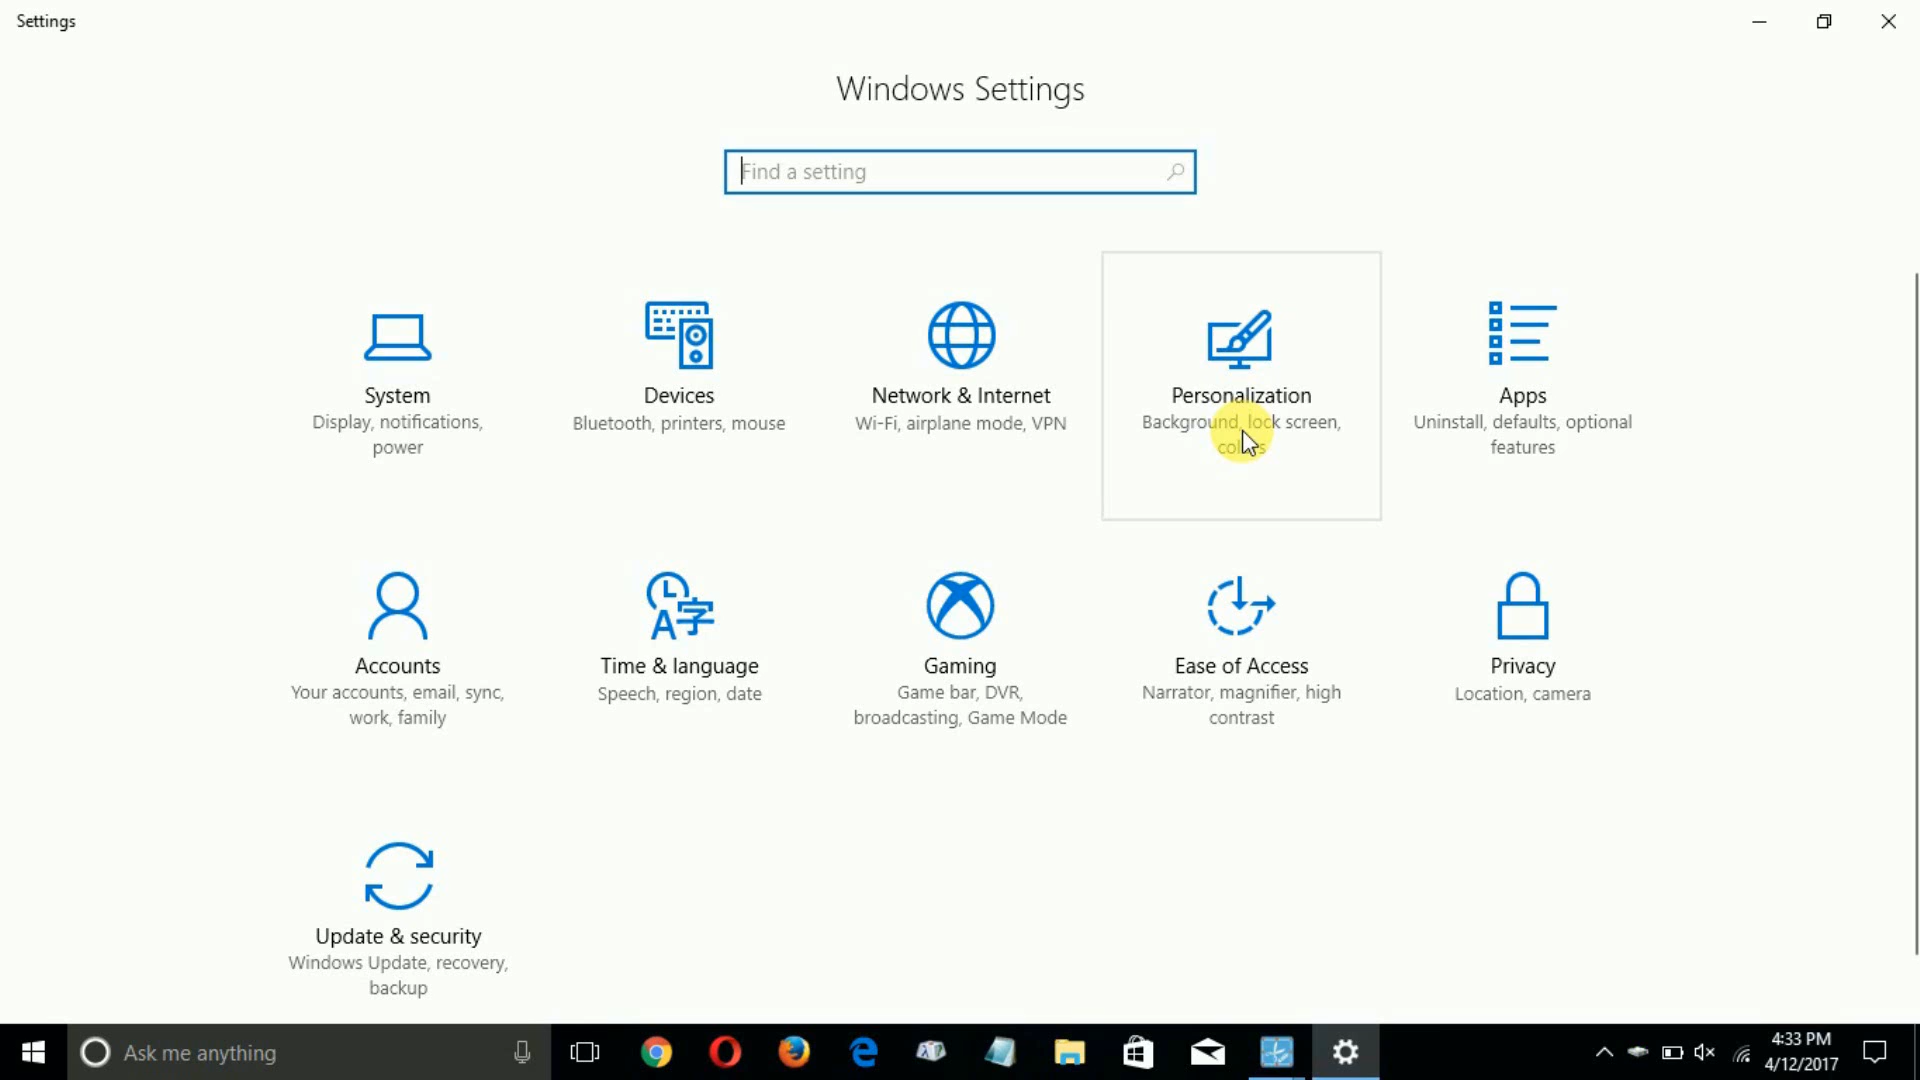 Settings
Windows Settings
Find a setting
System
Display, notifications,
power
Devices
Bluetooth, printers, mouse
Network & Internet
Wi-Fi, airplane mode, VPN
Personalization
Background, lock screen,
colors
Apps
Uninstall, defaults, optional
features
Accounts
Your accounts, email, sync,
work, family
Time & language
Speech, region, date
Gaming
Game bar, DVR,
broadcasting, Game Mode
Ease of Access
Narrator, magnifier, high
contrast
Privacy
Location, camera
Update & security
Windows Update, recovery,
backup
Ask me anything
4:33 PM
4/12/2017